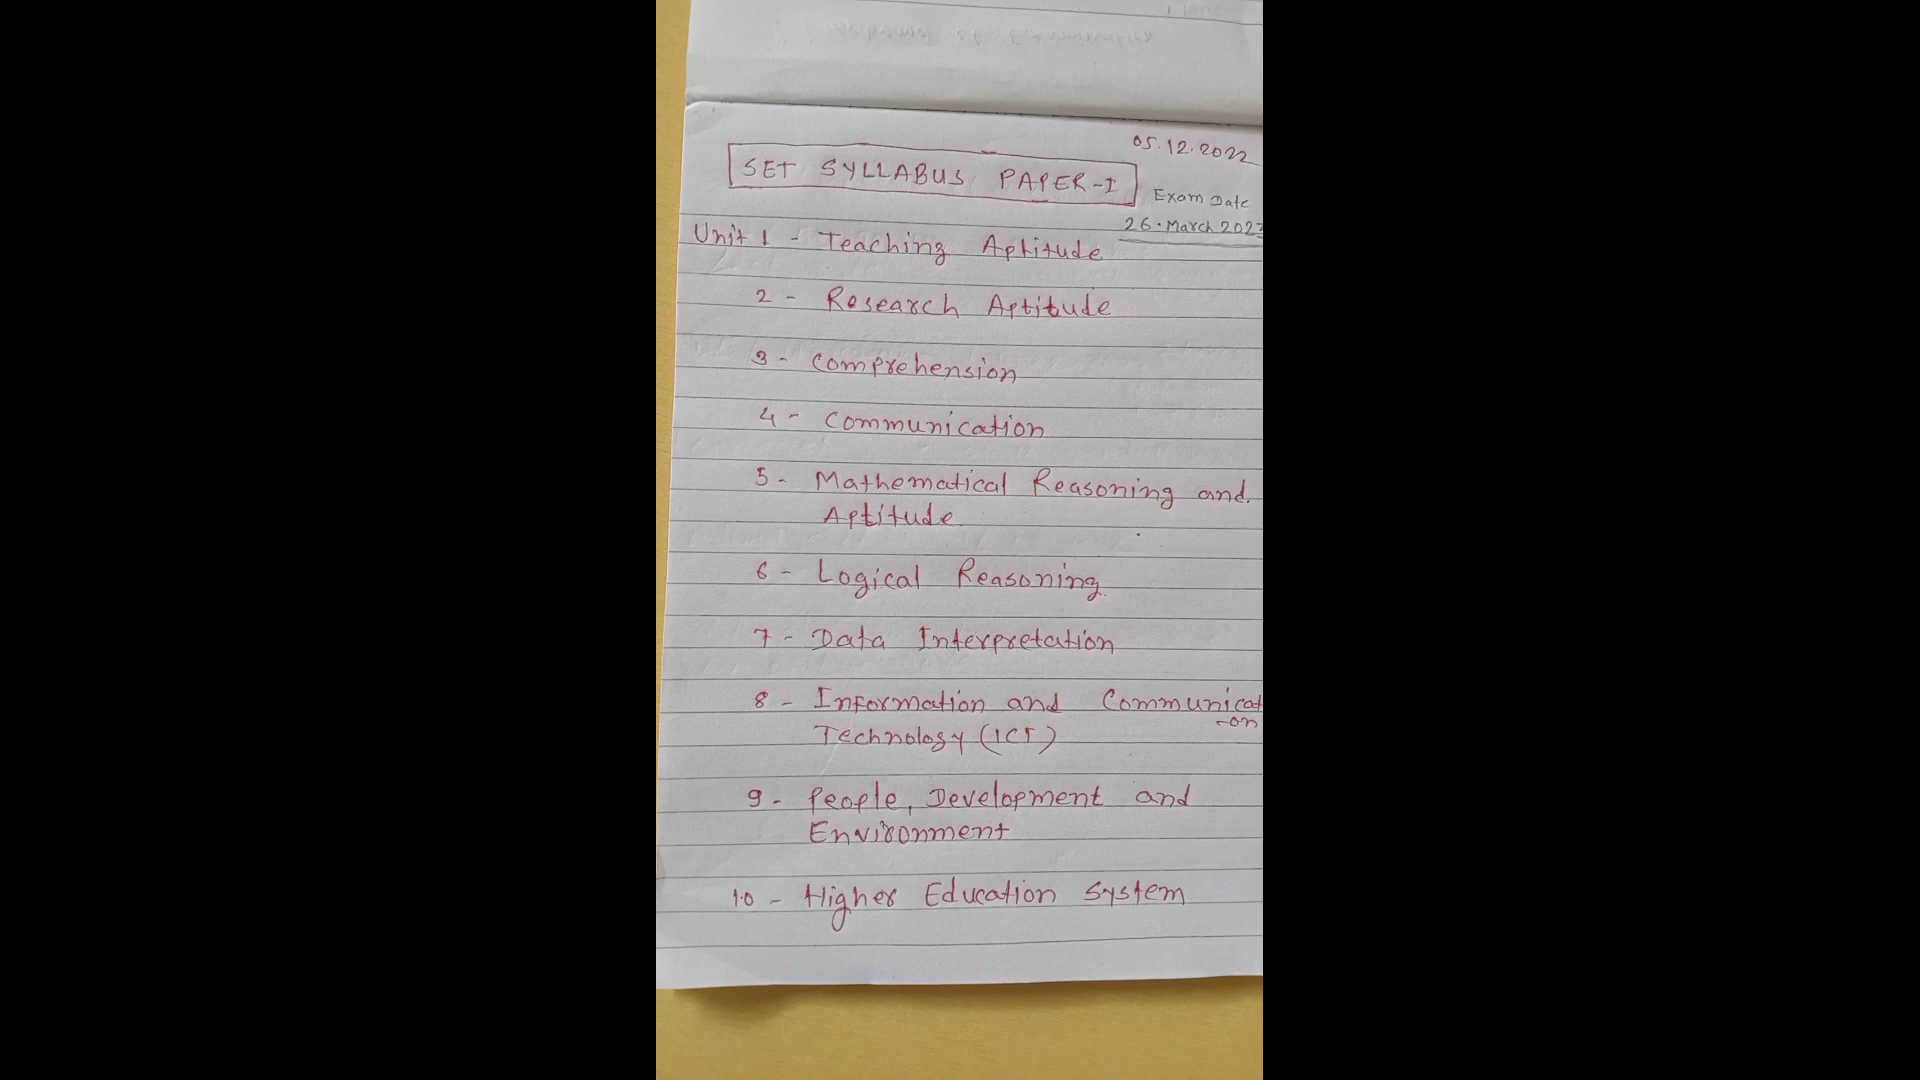 05.12.2022
SET SYLLABUS PAPER-I
Exam Date
26.March 2023
Unit 1 - Teaching Aptitude
2 - Research Aptitude
3 - Comprehension
4 - Communication
5 - Mathematical Reasoning and
Aptitude
6 - Logical Reasoning
7 - Data Interpretation
8 - Information and Communicat
-on
Technology (ICT)
9 - People, Development and
Environment
10 - Higher Education System